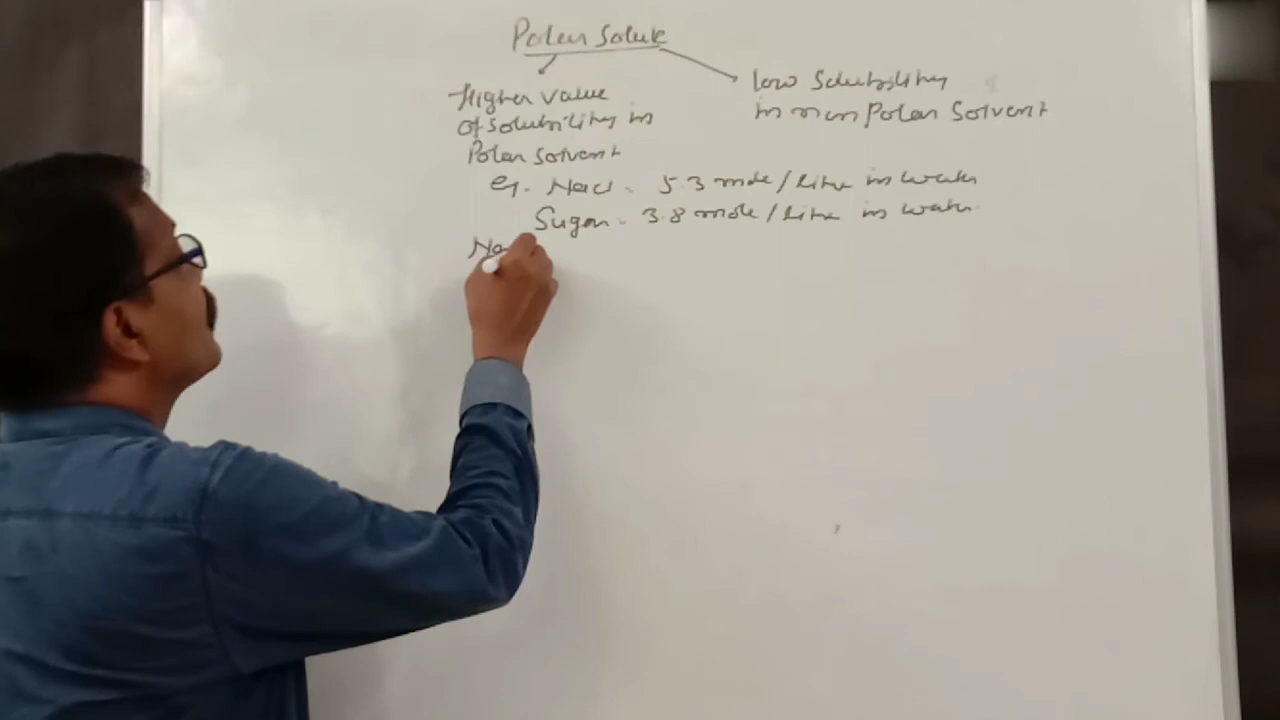 Polar Solute
Higher value
of solubility in
Polar Solvent
low Solubility
in non Polar Solvent
eg. Nacl = 5.3 mole/litre in water
Sugar = 3.8 mole/litre in water.
Na